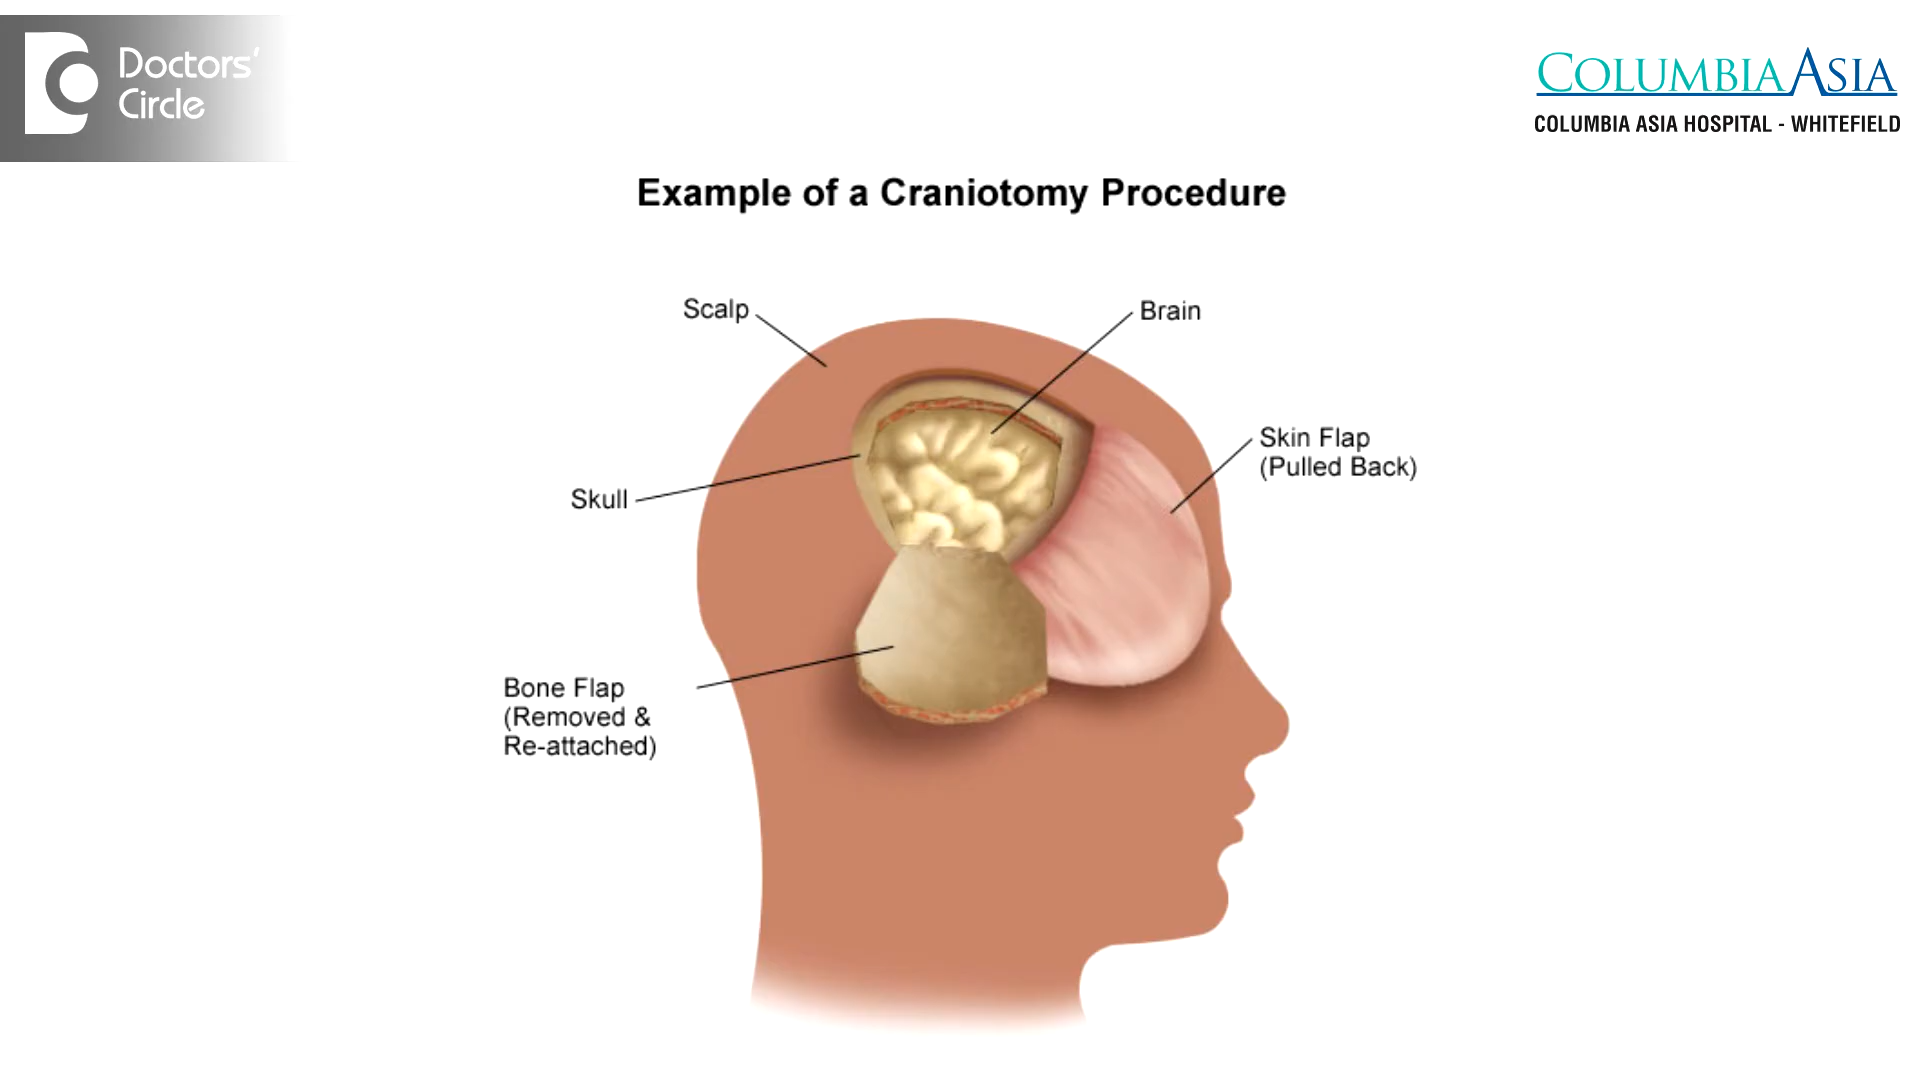 Doctors'
Circle
COLUMBIA ASIA
COLUMBIA ASIA HOSPITAL - WHITEFIELD
Example of a Craniotomy Procedure
Scalp
Brain
Skin Flap
(Pulled Back)
Skull
Bone Flap
(Removed &
Re-attached)